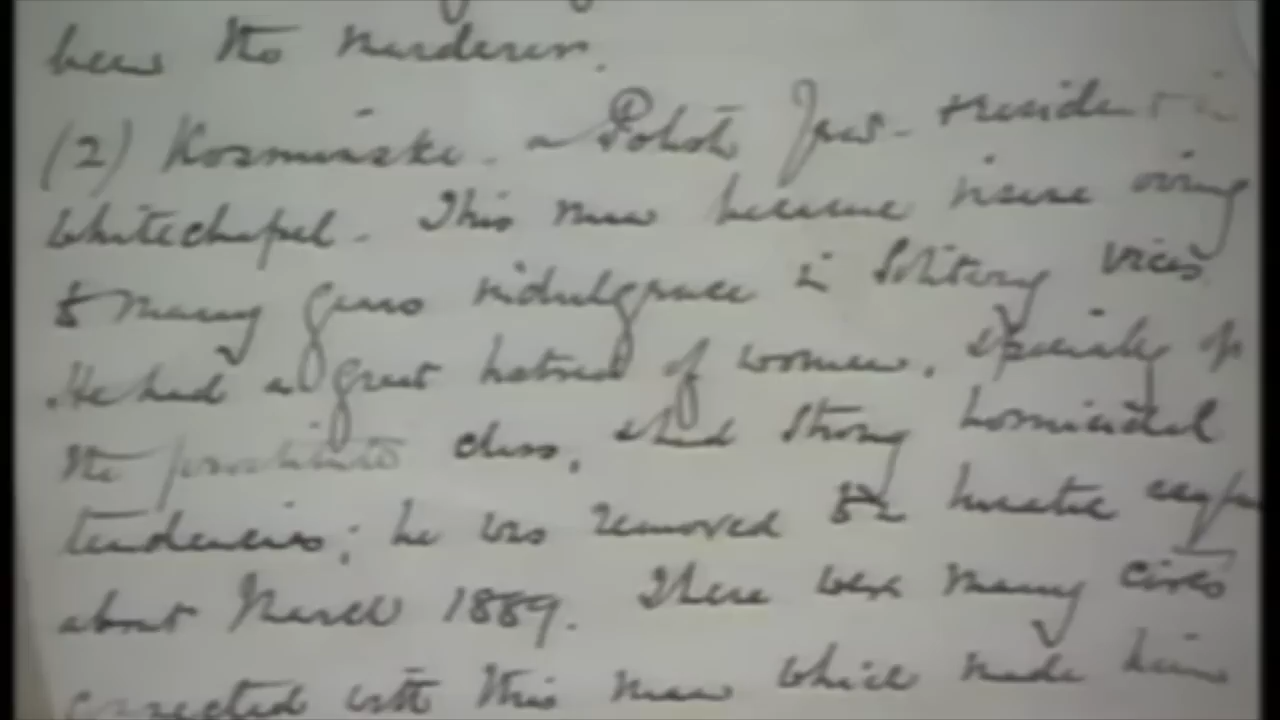 been the murderer.
(2) Kosminski - a Polish Jew - resident in
Whitechapel. This man became insane owing
to many years indulgence in solitary vices.
He had a great hatred of women, specially of
the prostitute class, & had strong homicidal
tendencies; he was removed to a lunatic asylum
about March 1889. There were many circs
connected with this man which made him